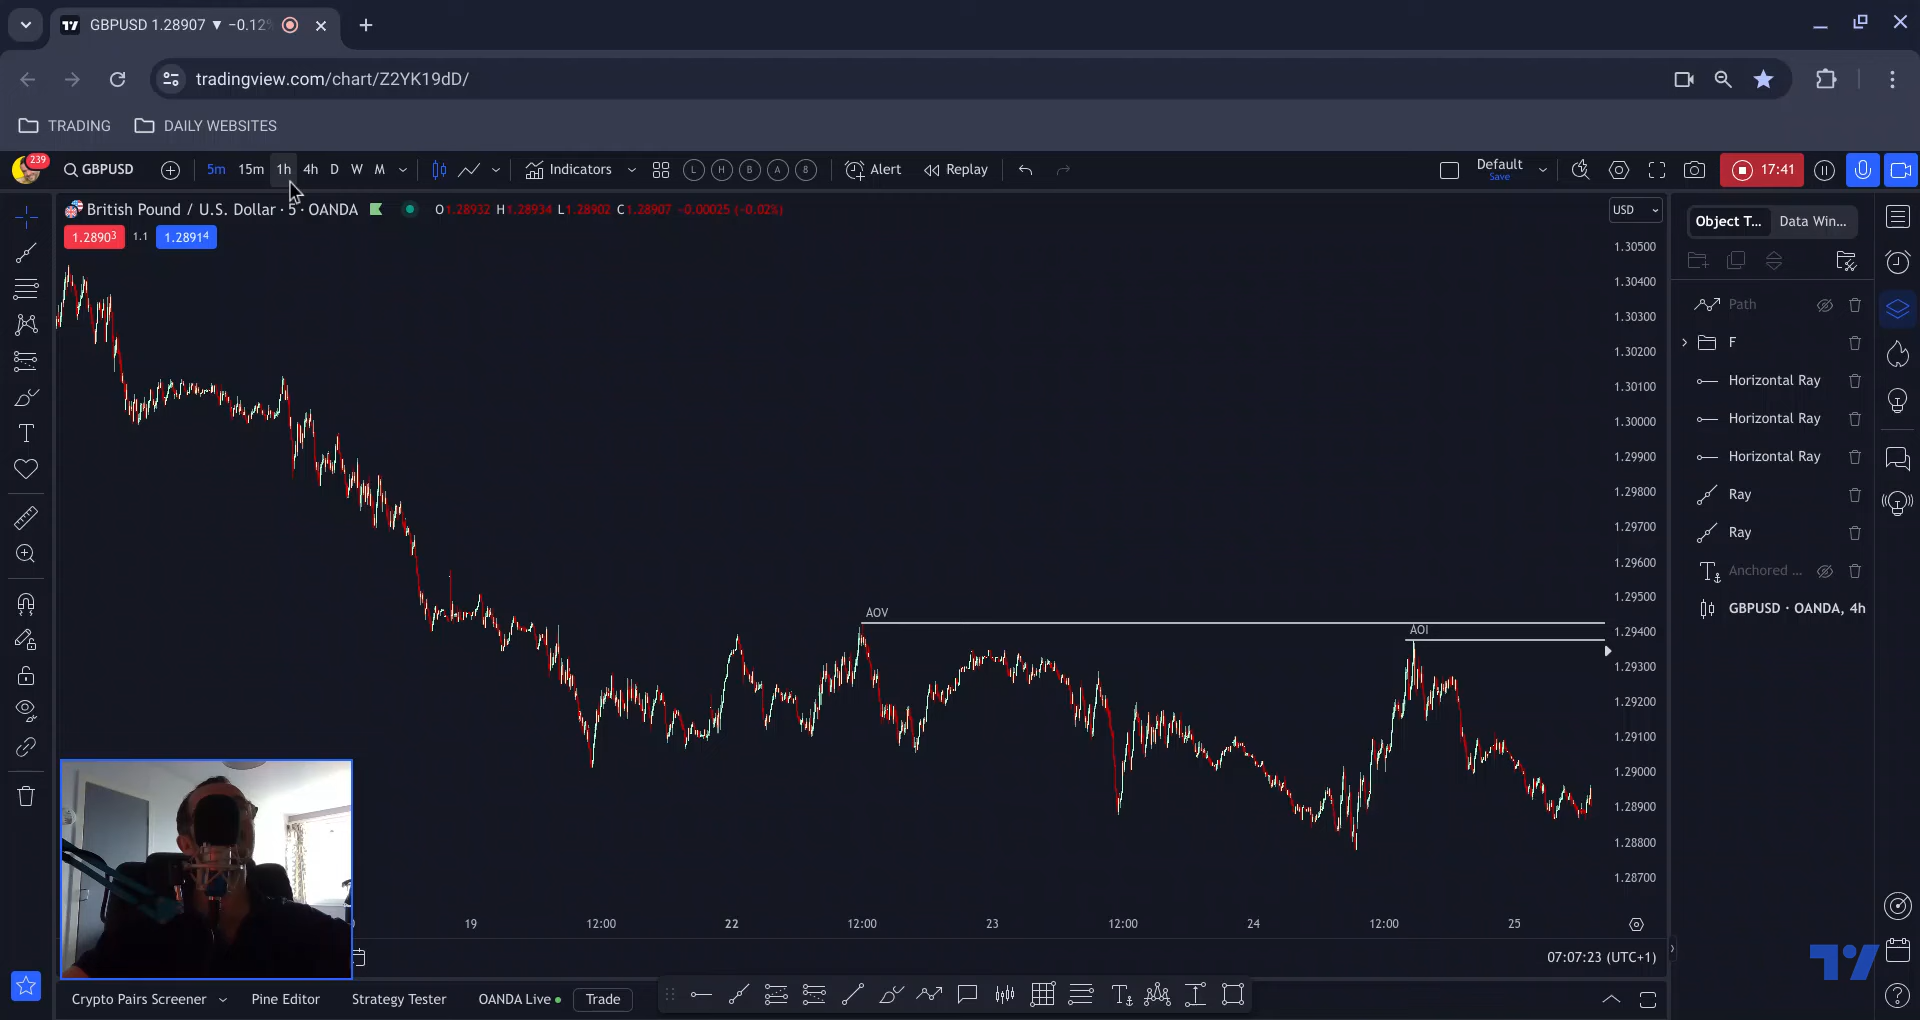 GBPUSD 1.28907 ▼ −0.12%
tradingview.com/chart/Z2YK19dD/
TRADING
DAILY WEBSITES
239
GBPUSD
5m 15m 1h 4h D W M
Indicators
L H B A 8
Alert
Replay
Default
Save
17:41
British Pound / U.S. Dollar · 5 · OANDA
O1.28932 H1.28934 L1.28902 C1.28907 −0.00025 (−0.02%)
USD
1.28903
1.1
1.28914
1.30500
1.30400
1.30300
1.30200
1.30100
1.30000
1.29900
1.29800
1.29700
1.29600
1.29500
1.29400
1.29300
1.29200
1.29100
1.29000
1.28900
1.28800
1.28700
AOV
AOI
19 12:00 22 12:00 23 12:00 24 12:00 25
07:07:23 (UTC+1)
Object T...
Data Win...
Path
F
Horizontal Ray
Horizontal Ray
Horizontal Ray
Ray
Ray
Anchored ...
GBPUSD · OANDA, 4h
Crypto Pairs Screener
Pine Editor
Strategy Tester
OANDA Live
Trade